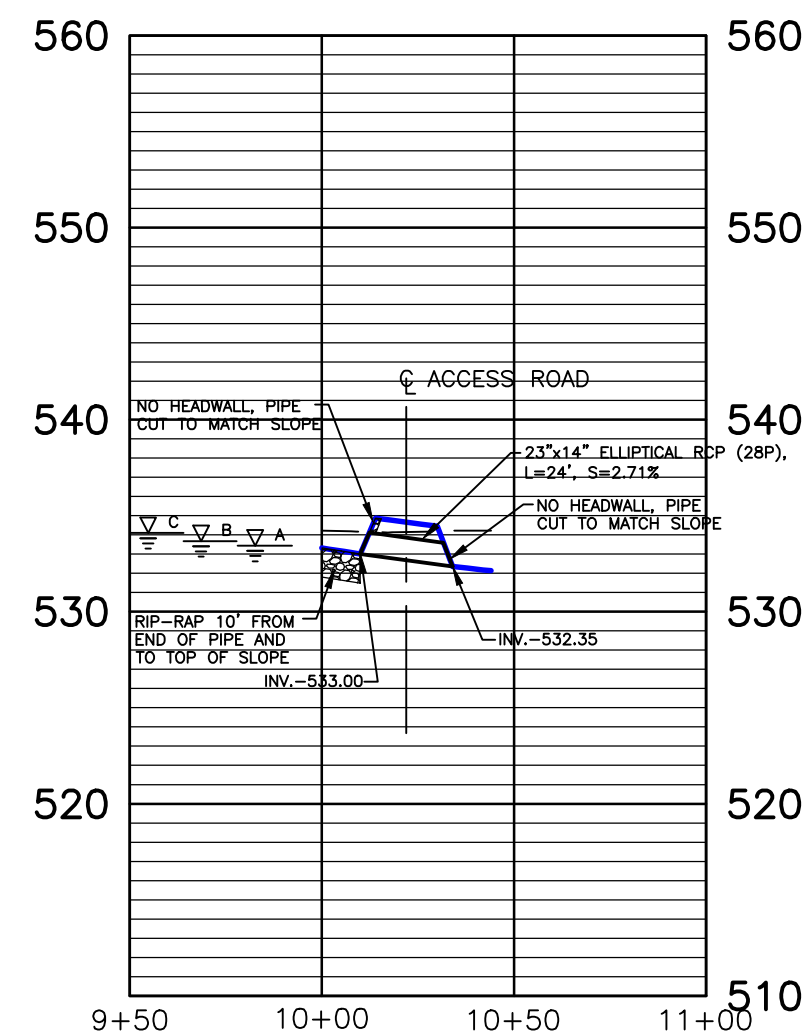 560 560
550 550
℄ ACCESS ROAD
NO HEADWALL, PIPE
CUT TO MATCH SLOPE
540 540
23"x14" ELLIPTICAL RCP (28P),
L=24', S=2.71%
NO HEADWALL, PIPE
CUT TO MATCH SLOPE
C B A
530 530
RIP-RAP 10' FROM
END OF PIPE AND
TO TOP OF SLOPE
INV.-532.35
INV.-533.00
520 520
510
9+50 10+00 10+50 11+00